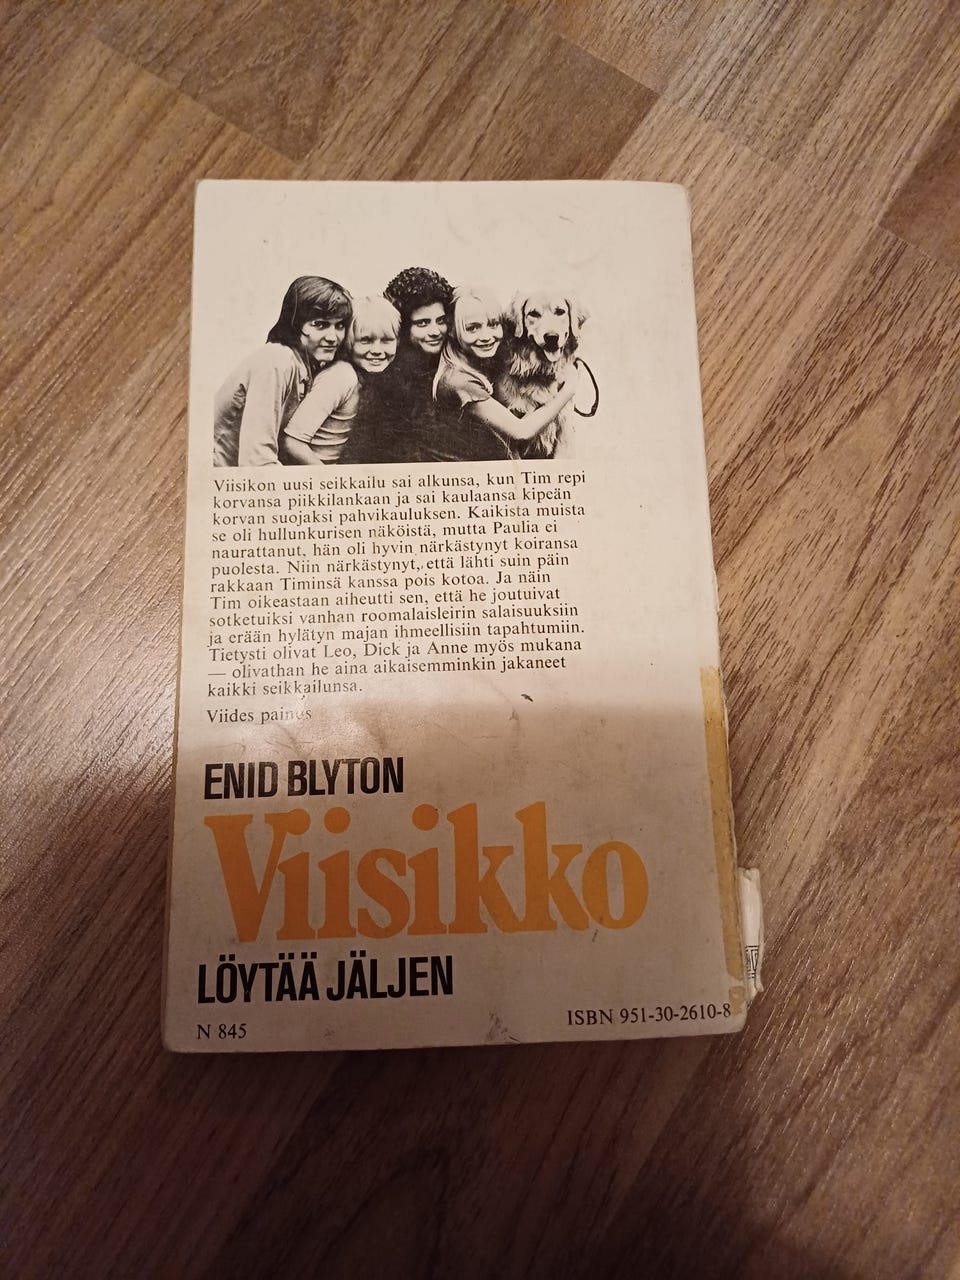 Viisikon uusi seikkailu sai alkunsa, kun Tim repi
korvansa piikkilankaan ja sai kaulaansa kipeän
korvan suojaksi pahvikauluksen. Kaikista muista
se oli hullunkurisen näköistä, mutta Paulia ei
naurattanut, hän oli hyvin närkästynyt koiransa
puolesta. Niin närkästynyt, että lähti suin päin
rakkaan Timinsä kanssa pois kotoa. Ja näin
Tim oikeastaan aiheutti sen, että he joutuivat
sotketuiksi vanhan roomalaisleirin salaisuuksiin
ja erään hylätyn majan ihmeellisiin tapahtumiin.
Tietysti olivat Leo, Dick ja Anne myös mukana
— olivathan he aina aikaisemminkin jakaneet
kaikki seikkailunsa.
Viides painos
ENID BLYTON
Viisikko
LÖYTÄÄ JÄLJEN
N 845
ISBN 951-30-2610-8